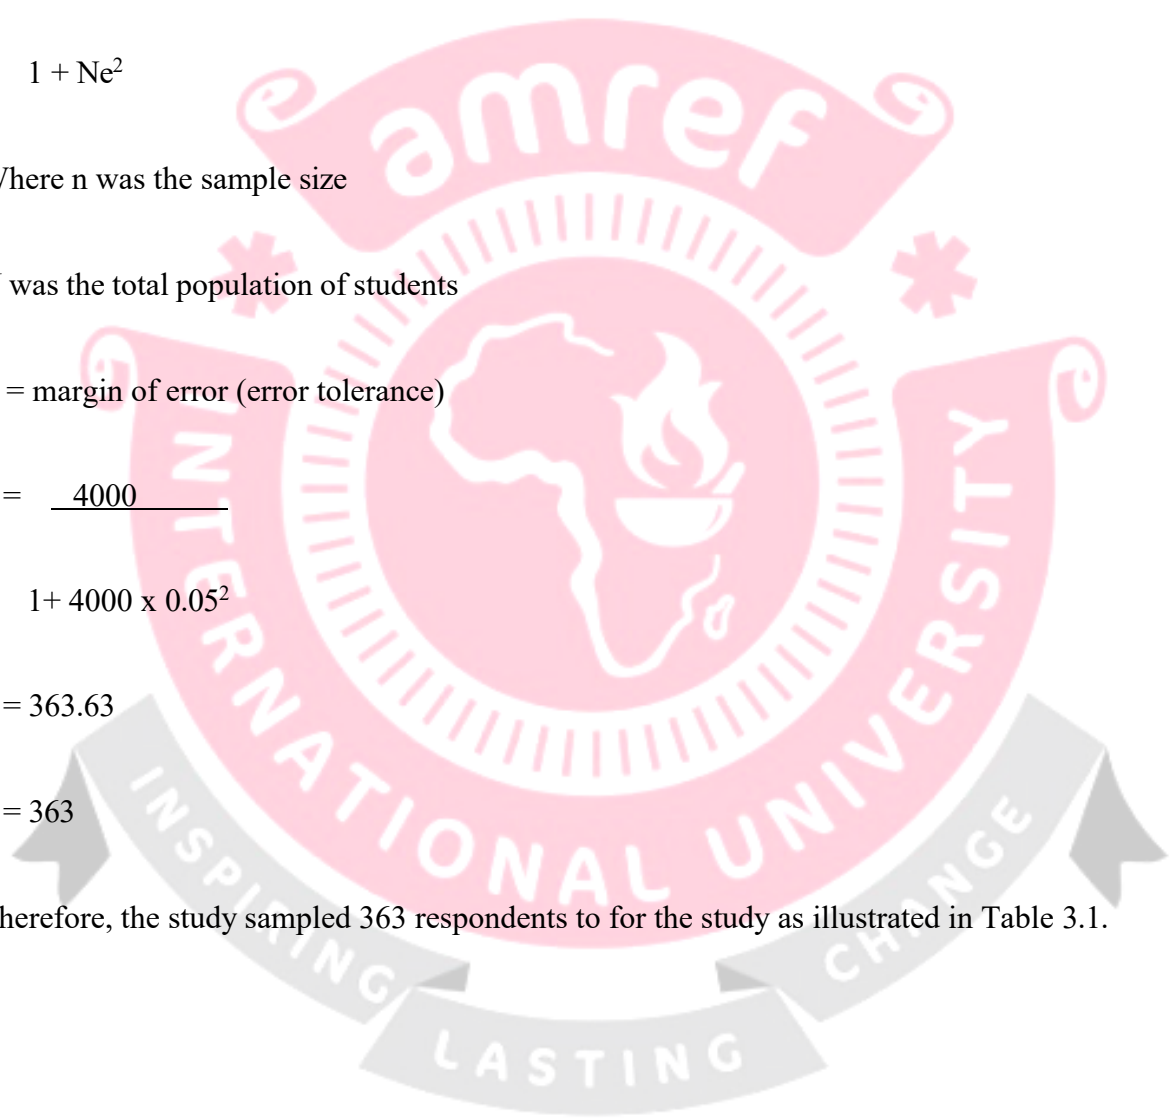 1 + Ne²
amref
Where n was the sample size
was the total population of students
= margin of error (error tolerance)
= 4000
1+ 4000 x 0.05²
= 363.63
= 363
herefore, the study sampled 363 respondents to for the study as illustrated in Table 3.1.
INTERNATIONAL UNIVERSITY
INSPIRING LASTING CHANGE